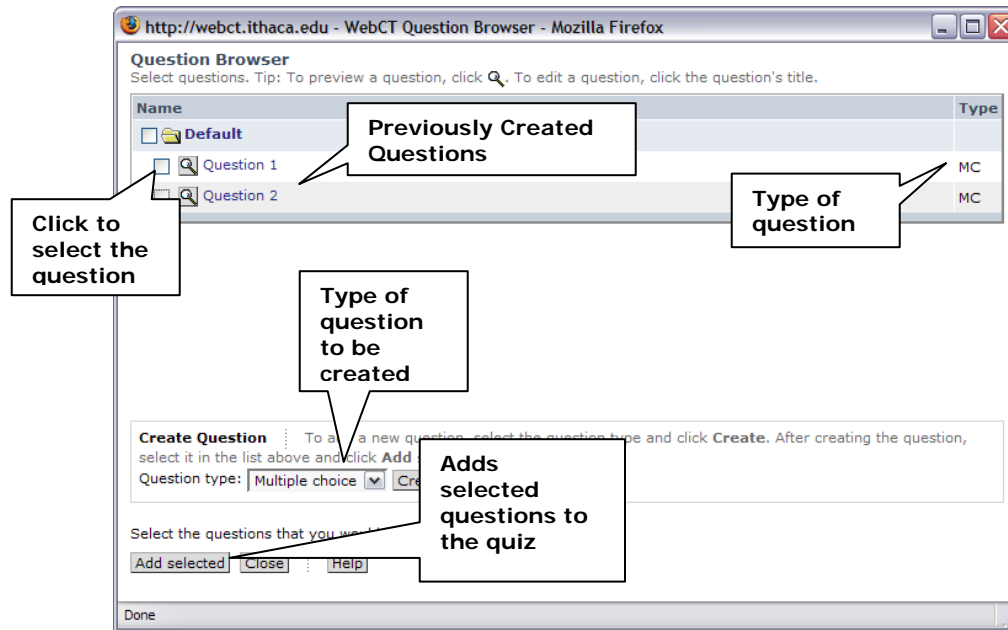 http://webct.ithaca.edu - WebCT Question Browser - Mozilla Firefox
Question Browser
Select questions. Tip: To preview a question, click . To edit a question, click the question's title.
Name Type
Default
Previously Created
Questions
Question 1 MC
Question 2 MC
Type of
question
Click to
select the
question
Type of
question
to be
created
Create Question To a new question, select the question type and click Create. After creating the question,
select it in the list above and click Add
Question type: Multiple choice
Adds
selected
questions to
the quiz
Select the questions that you
Add selected Close Help
Done